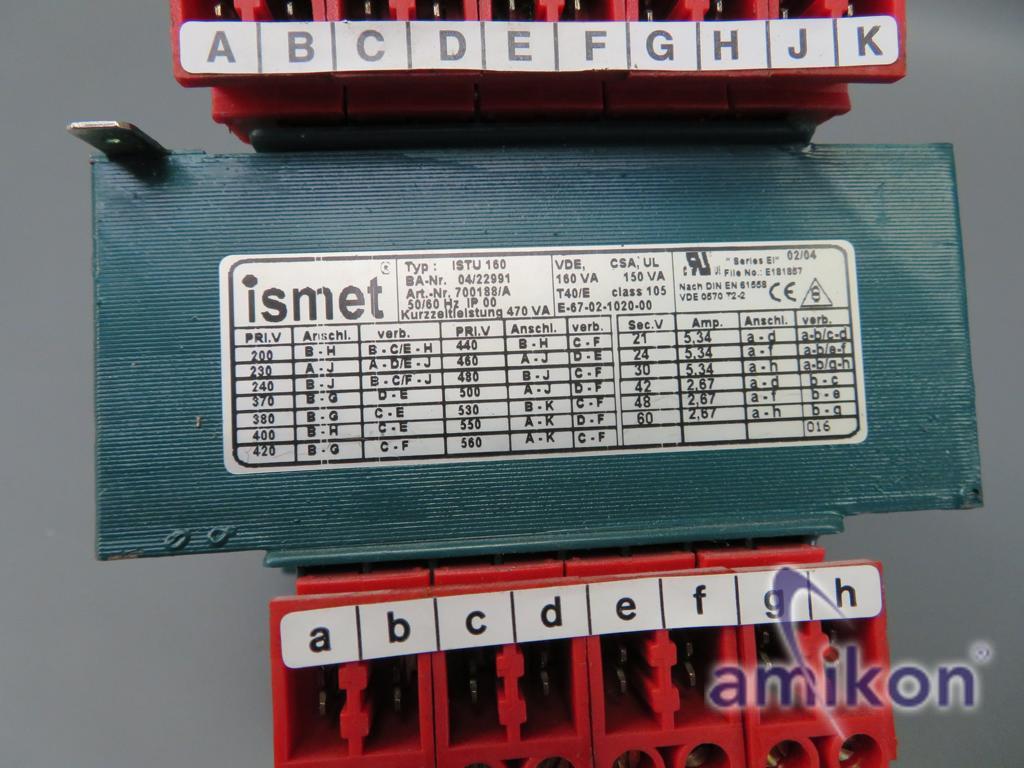 A B C D E F G H J K
ismet ®
Typ : ISTU 160
BA-Nr. 04/22991
Art.-Nr. 700188/A
50/60 Hz IP 00
Kurzzeitleistung 470 VA
VDE, CSA, UL
160 VA 150 VA
T40/E class 105
E-67-02-1020-00
"Series EI" 02/04
File No.: E181857
Nach DIN EN 61558
VDE 0570 T2-2
CE
PRI.V Anschl. verb. PRI.V Anschl. verb. Sec.V Amp. Anschl. verb.
200 B - H B - C/E - H 440 B - H C - F 21 5,34 a - d a-b/c-d
230 A - J A - D/E - J 460 A - J D - E 24 5,34 a - f a-b/e-f
240 B - J B - C/F - J 480 B - J C - F 30 5,34 a - h a-b/g-h
370 B - G D - E 500 A - J D - F 42 2,67 a - d b - c
380 B - G C - E 530 B - K C - F 48 2,67 a - f b - e
400 B - H C - E 550 A - K D - F 60 2,67 a - h b - g
420 B - G C - F 560 A - K C - F 016
a b c d e f g h
amikon®